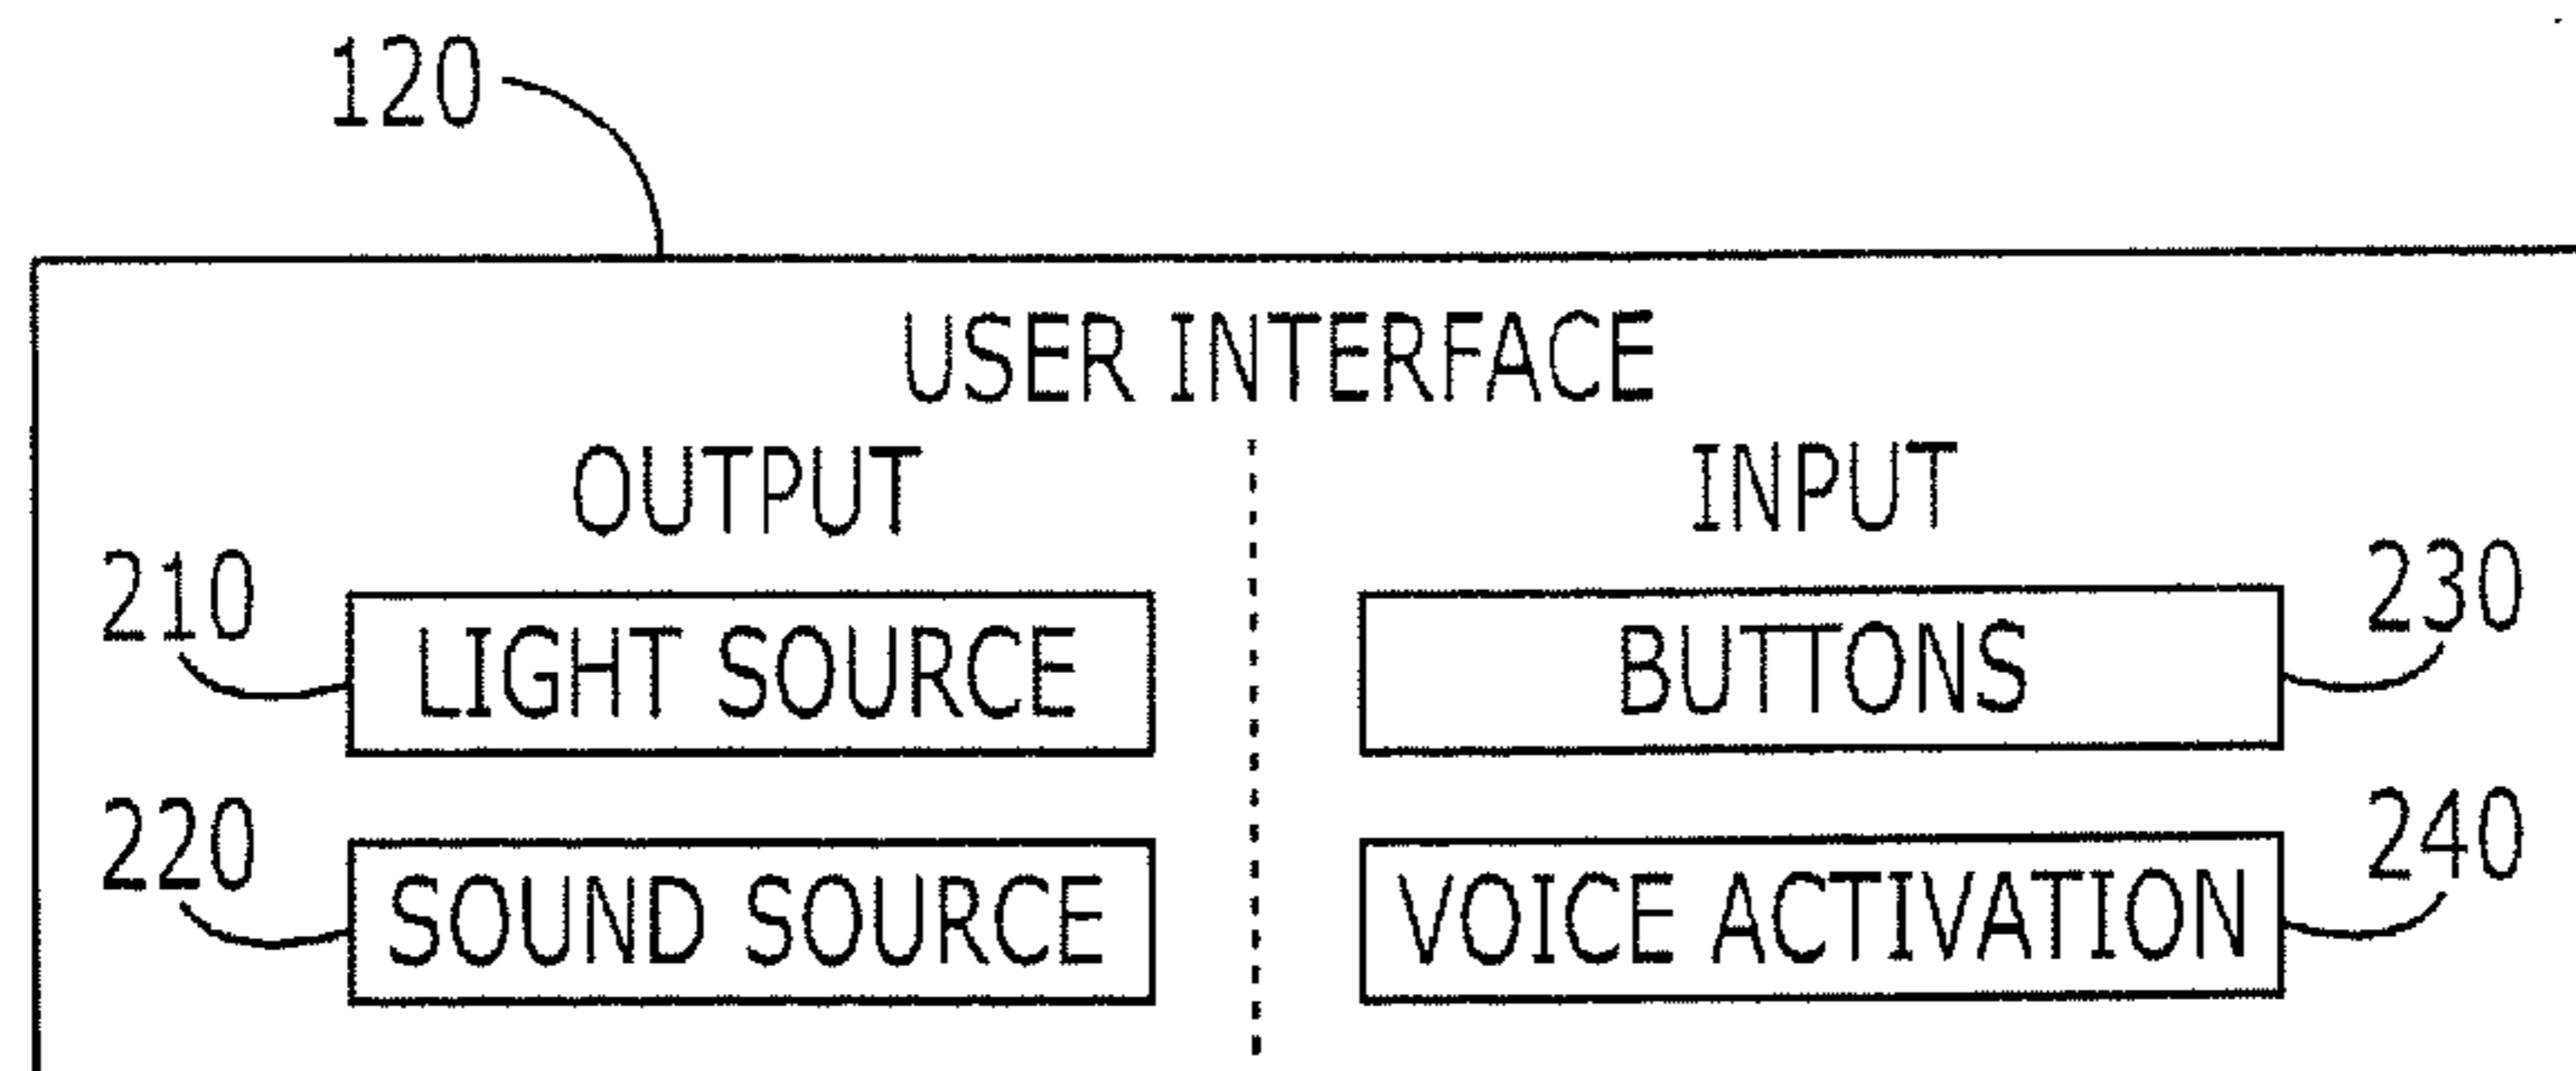 120
USER INTERFACE
OUTPUT
INPUT
210
LIGHT SOURCE
BUTTONS
230
220
SOUND SOURCE
VOICE ACTIVATION
240